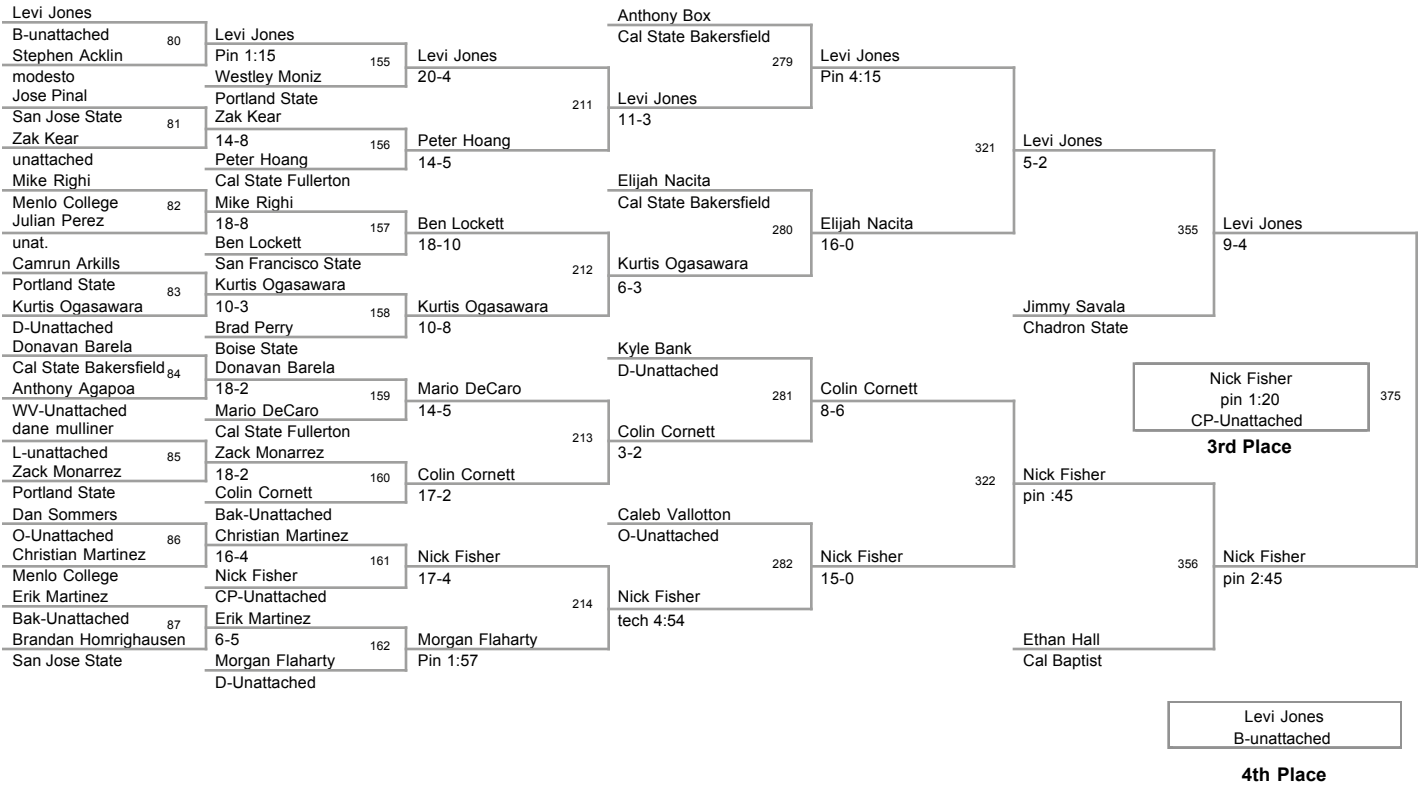 Levi Jones
B-unattached
80
Stephen Acklin
modesto
Jose Pinal
San Jose State
81
Zak Kear
unattached
Mike Righi
Menlo College
82
Julian Perez
unat.
Camrun Arkills
Portland State
83
Kurtis Ogasawara
D-Unattached
Donavan Barela
Cal State Bakersfield
84
Anthony Agapoa
WV-Unattached
dane mulliner
L-unattached
85
Zack Monarrez
Portland State
Dan Sommers
O-Unattached
86
Christian Martinez
Menlo College
Erik Martinez
Bak-Unattached
87
Brandan Homrighausen
San Jose State
Levi Jones
Pin 1:15
155
Westley Moniz
Portland State
Zak Kear
14-8
156
Peter Hoang
Cal State Fullerton
Mike Righi
18-8
157
Ben Lockett
San Francisco State
Kurtis Ogasawara
10-3
158
Brad Perry
Boise State
Donavan Barela
18-2
159
Mario DeCaro
Cal State Fullerton
Zack Monarrez
18-2
160
Colin Cornett
Bak-Unattached
Christian Martinez
16-4
161
Nick Fisher
CP-Unattached
Erik Martinez
6-5
162
Morgan Flaharty
D-Unattached
Levi Jones
20-4
211
Peter Hoang
14-5
Ben Lockett
18-10
212
Kurtis Ogasawara
10-8
Mario DeCaro
14-5
213
Colin Cornett
17-2
Nick Fisher
17-4
214
Morgan Flaharty
Pin 1:57
Anthony Box
Cal State Bakersfield
279
Levi Jones
11-3
Elijah Nacita
Cal State Bakersfield
280
Kurtis Ogasawara
6-3
Kyle Bank
D-Unattached
281
Colin Cornett
3-2
Caleb Vallotton
O-Unattached
282
Nick Fisher
tech 4:54
Levi Jones
Pin 4:15
321
Elijah Nacita
16-0
Colin Cornett
8-6
322
Nick Fisher
15-0
Levi Jones
5-2
355
Jimmy Savala
Chadron State
Nick Fisher
pin :45
356
Ethan Hall
Cal Baptist
Levi Jones
9-4
375
Nick Fisher
pin 2:45
Nick Fisher
pin 1:20
CP-Unattached
3rd Place
Levi Jones
B-unattached
4th Place